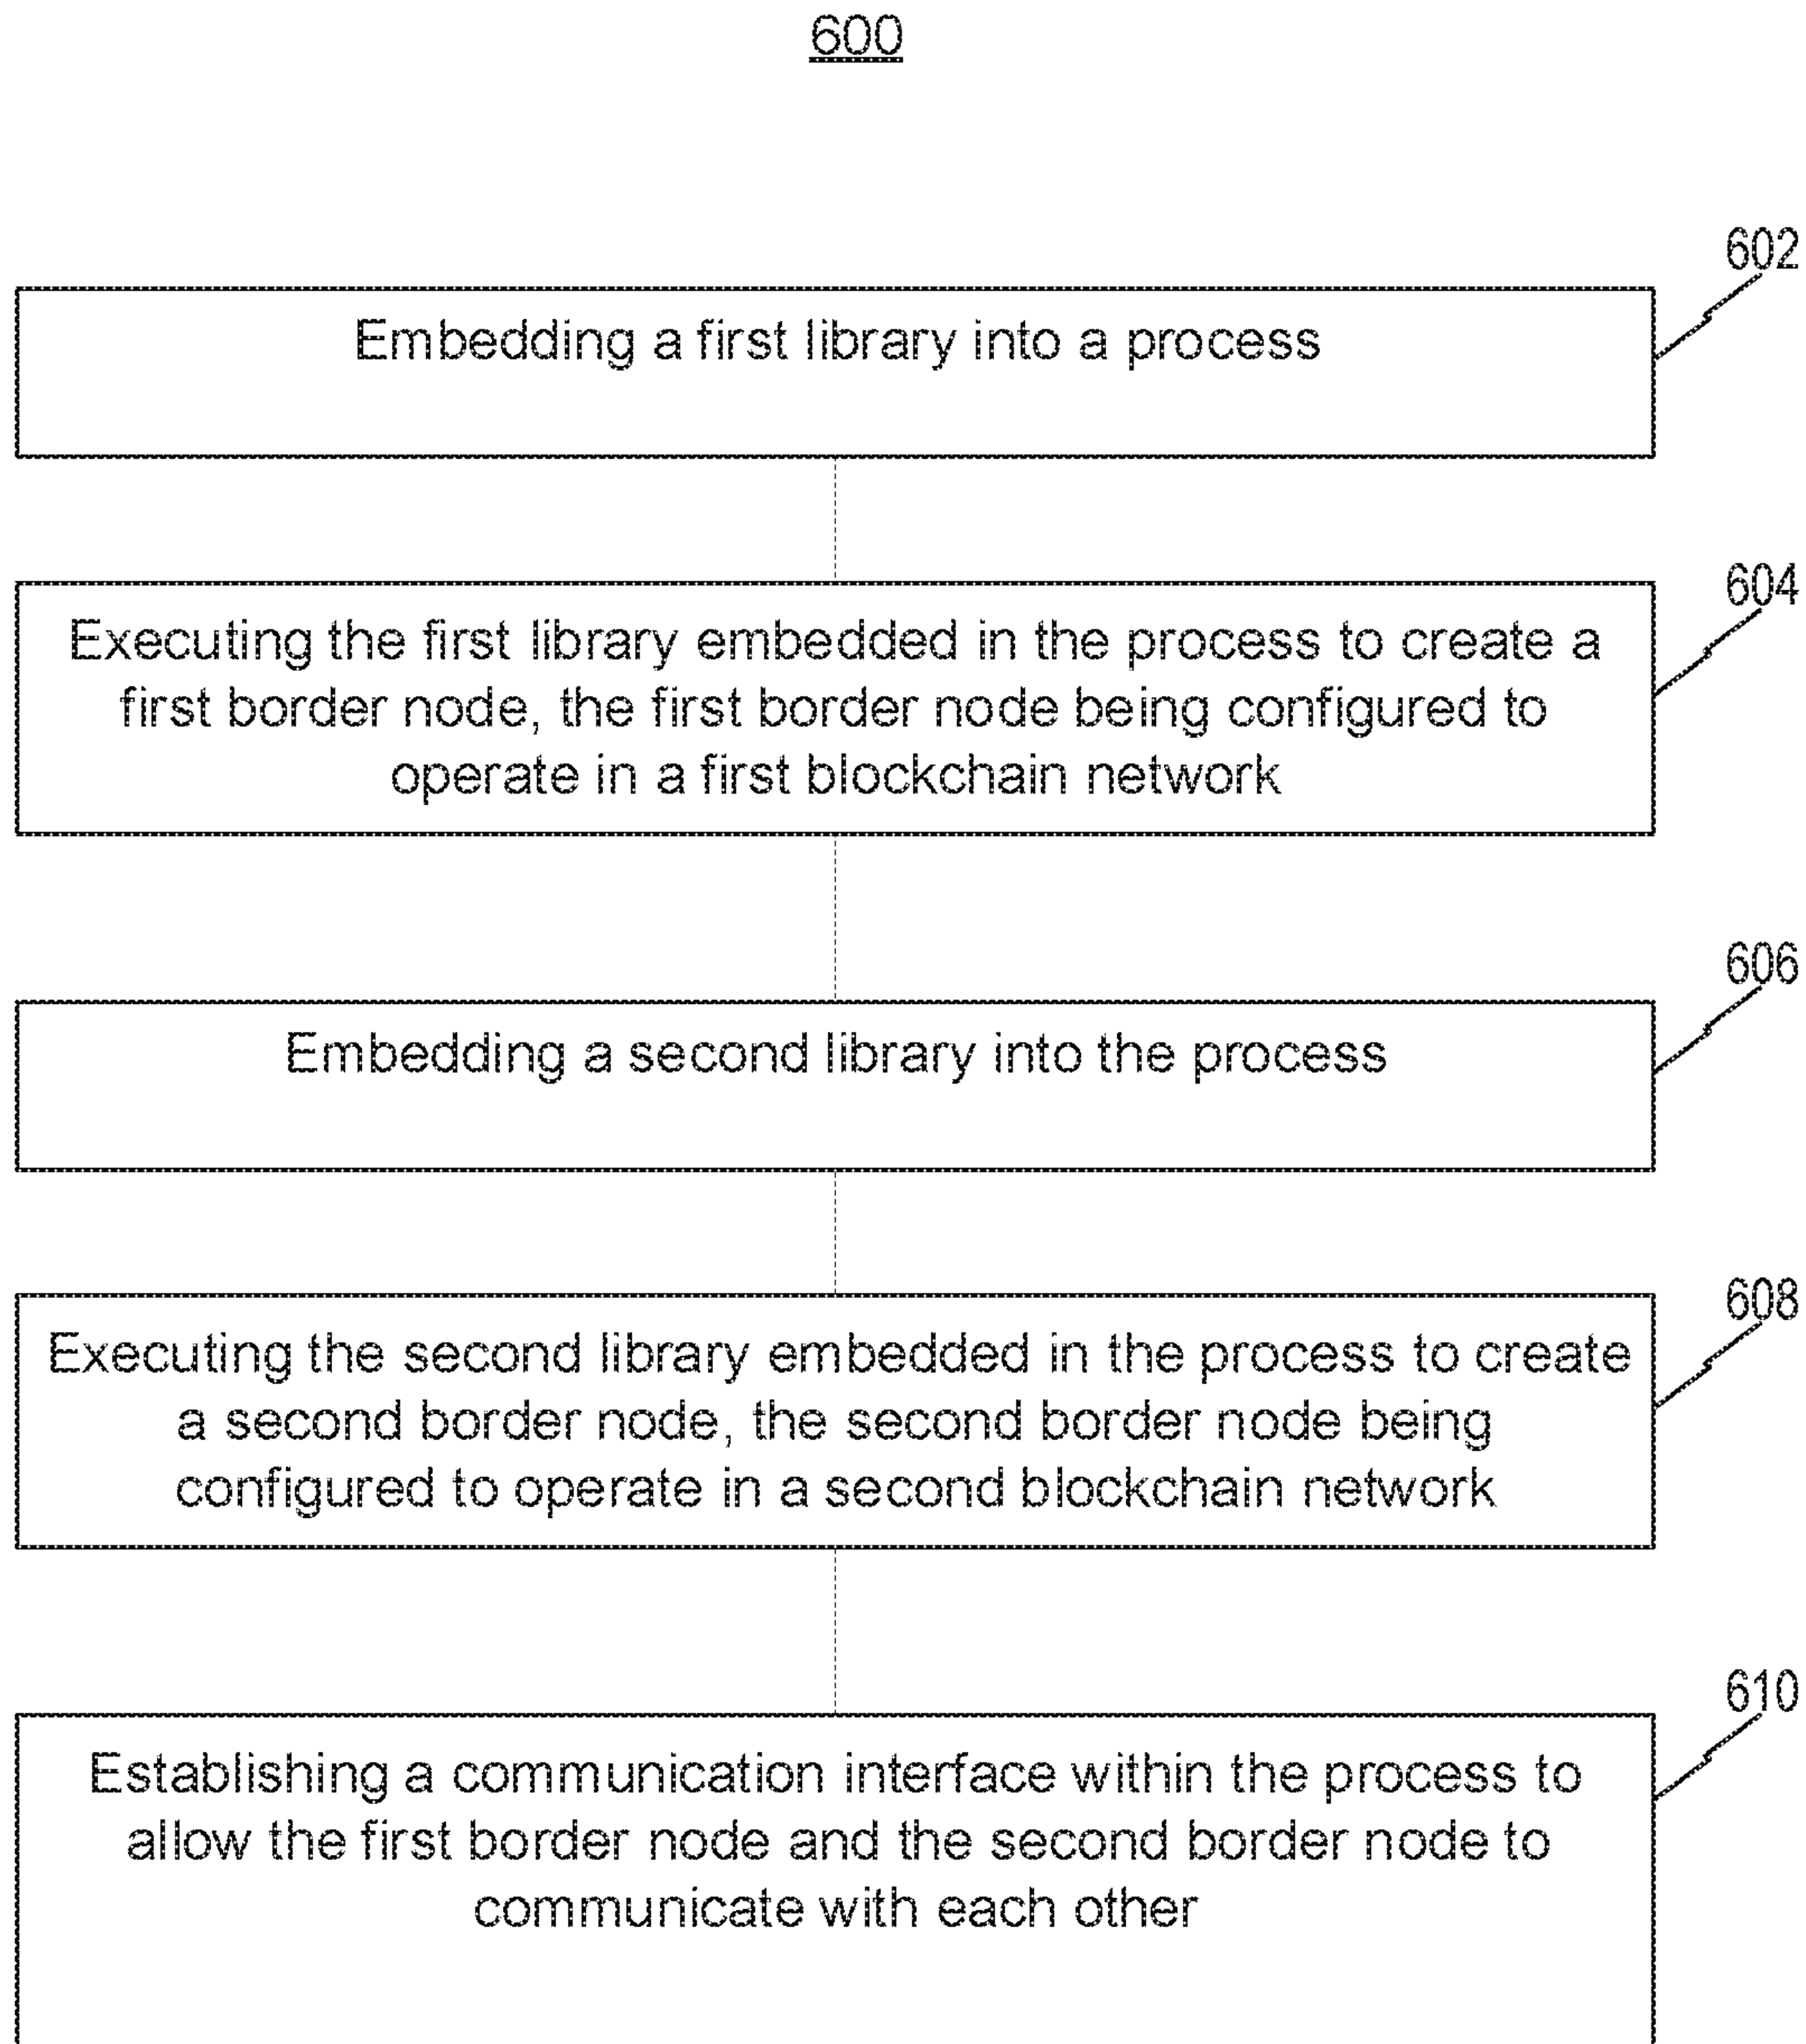 600
602
Embedding a first library into a process
604
Executing the first library embedded in the process to create a
first border node, the first border node being configured to
operate in a first blockchain network
606
Embedding a second library into the process
608
Executing the second library embedded in the process to create
a second border node, the second border node being
configured to operate in a second blockchain network
610
Establishing a communication interface within the process to
allow the first border node and the second border node to
communicate with each other